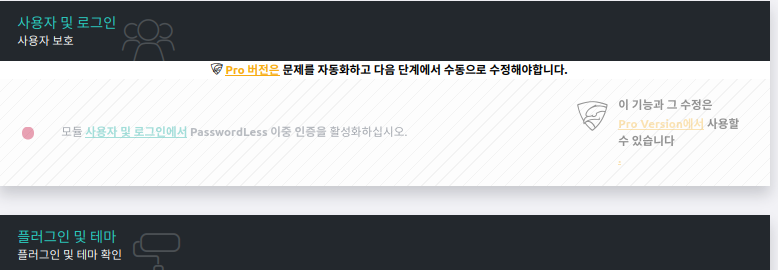 사용자 및 로그인
사용자 보호
Pro 버전은 문제를 자동화하고 다음 단계에서 수동으로 수정해야합니다.
이 기능과 그 수정은
모듈 사용자 및 로그인에서 PasswordLess 이중 인증을 활성화하십시오.
Pro Version에서 사용할
수 있습니다
.
플러그인 및 테마
플러그인 및 테마 확인